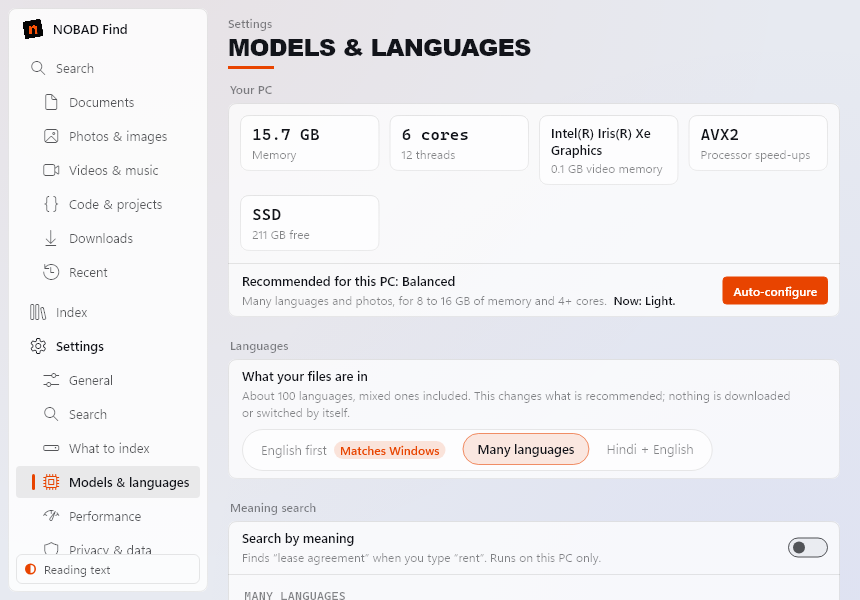 NOBAD Find
Search
Documents
Photos & images
Videos & music
Code & projects
Downloads
Recent
Index
Settings
General
Search
What to index
Models & languages
Performance
Privacy & data
Reading text
Settings
MODELS & LANGUAGES
Your PC
15.7 GB
Memory
6 cores
12 threads
Intel(R) Iris(R) Xe
Graphics
0.1 GB video memory
AVX2
Processor speed-ups
SSD
211 GB free
Recommended for this PC: Balanced
Many languages and photos, for 8 to 16 GB of memory and 4+ cores. Now: Light.
Auto-configure
Languages
What your files are in
About 100 languages, mixed ones included. This changes what is recommended; nothing is downloaded
or switched by itself.
English first Matches Windows Many languages Hindi + English
Meaning search
Search by meaning
Finds “lease agreement” when you type “rent”. Runs on this PC only.
MANY LANGUAGES